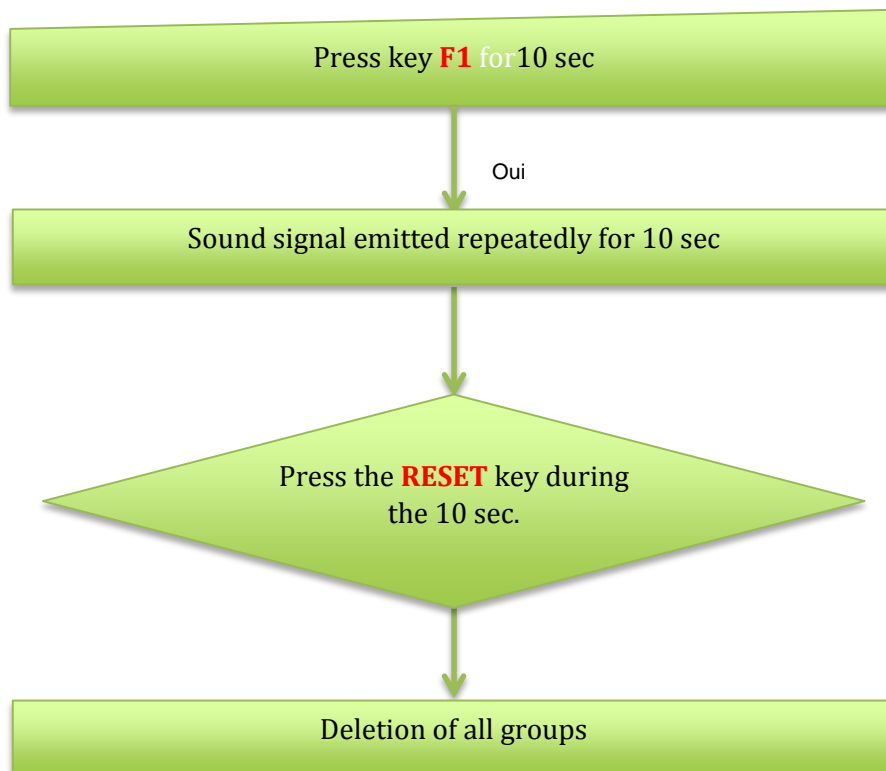 Press key F1 for10 sec
Oui
Sound signal emitted repeatedly for 10 sec
Press the RESET key during
the 10 sec.
Deletion of all groups